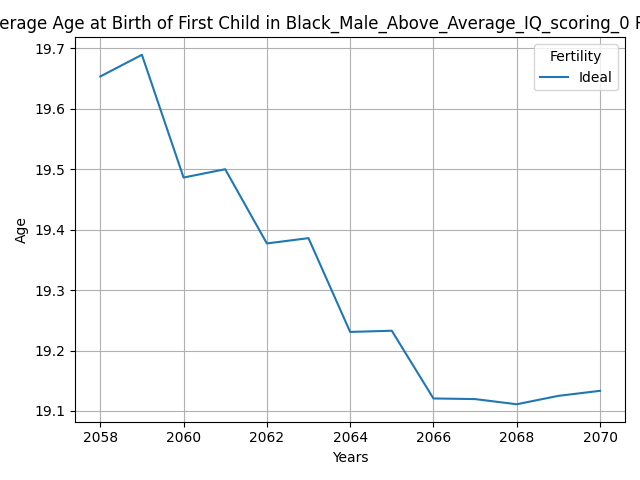 erage Age at Birth of First Child in Black_Male_Above_Average_IQ_scoring_0
Fertility
Ideal
19.7
19.6
19.5
19.4
19.3
19.2
19.1
Age
2058 2060 2062 2064 2066 2068 2070
Years